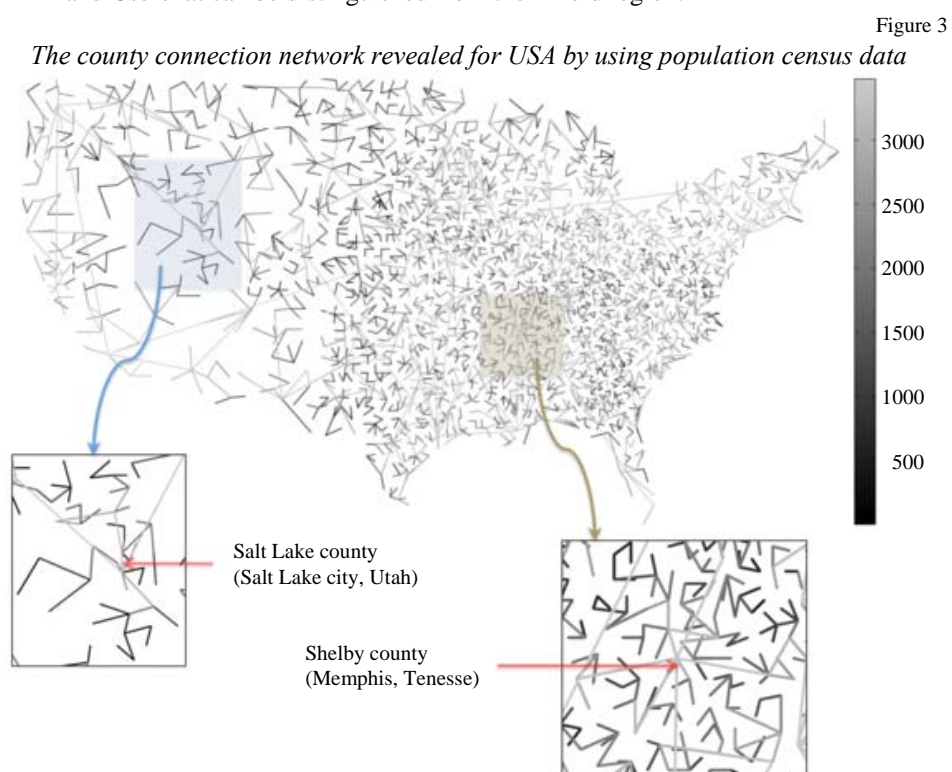 Figure 3
The county connection network revealed for USA by using population census data
3000
2500
2000
1500
1000
500
Salt Lake county
(Salt Lake city, Utah)
Shelby county
(Memphis, Tenesse)